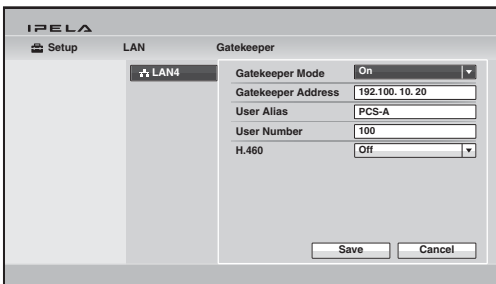 IPELA
Setup LAN Gatekeeper
LAN4
Gatekeeper Mode On
Gatekeeper Address 192.100. 10. 20
User Alias PCS-A
User Number 100
H.460 Off
Save Cancel